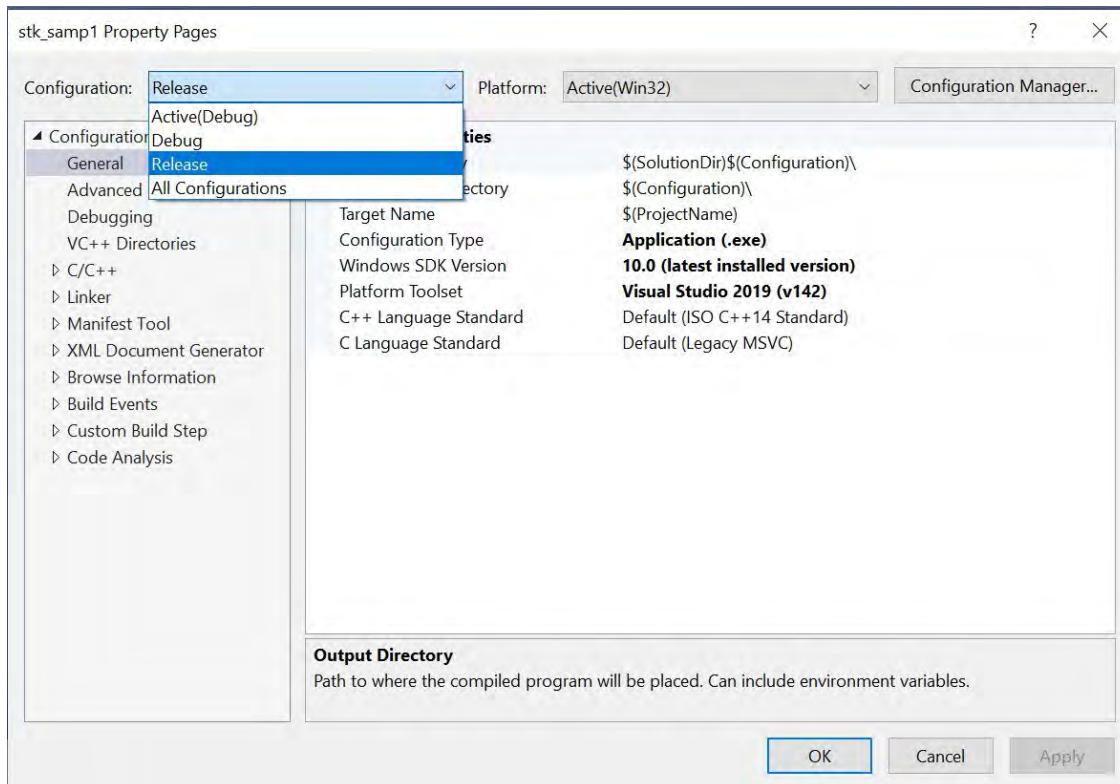 stk_samp1 Property Pages ?
Configuration: Release Platform: Active(Win32) Configuration Manager...
Active(Debug)
Debug
Release
All Configurations
Configuration
General
Advanced
Debugging
VC++ Directories
C/C++
Linker
Manifest Tool
XML Document Generator
Browse Information
Build Events
Custom Build Step
Code Analysis
ties
y $(SolutionDir)$(Configuration)\
ectory $(Configuration)\
Target Name $(ProjectName)
Configuration Type Application (.exe)
Windows SDK Version 10.0 (latest installed version)
Platform Toolset Visual Studio 2019 (v142)
C++ Language Standard Default (ISO C++14 Standard)
C Language Standard Default (Legacy MSVC)
Output Directory
Path to where the compiled program will be placed. Can include environment variables.
OK Cancel Apply